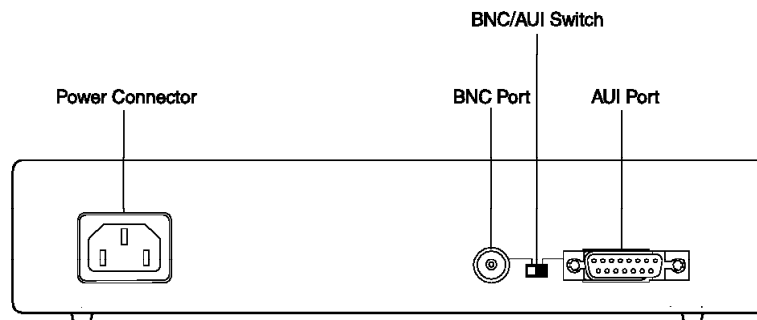 BNC/AUI Switch
Power Connector
BNC Port
AUI Port